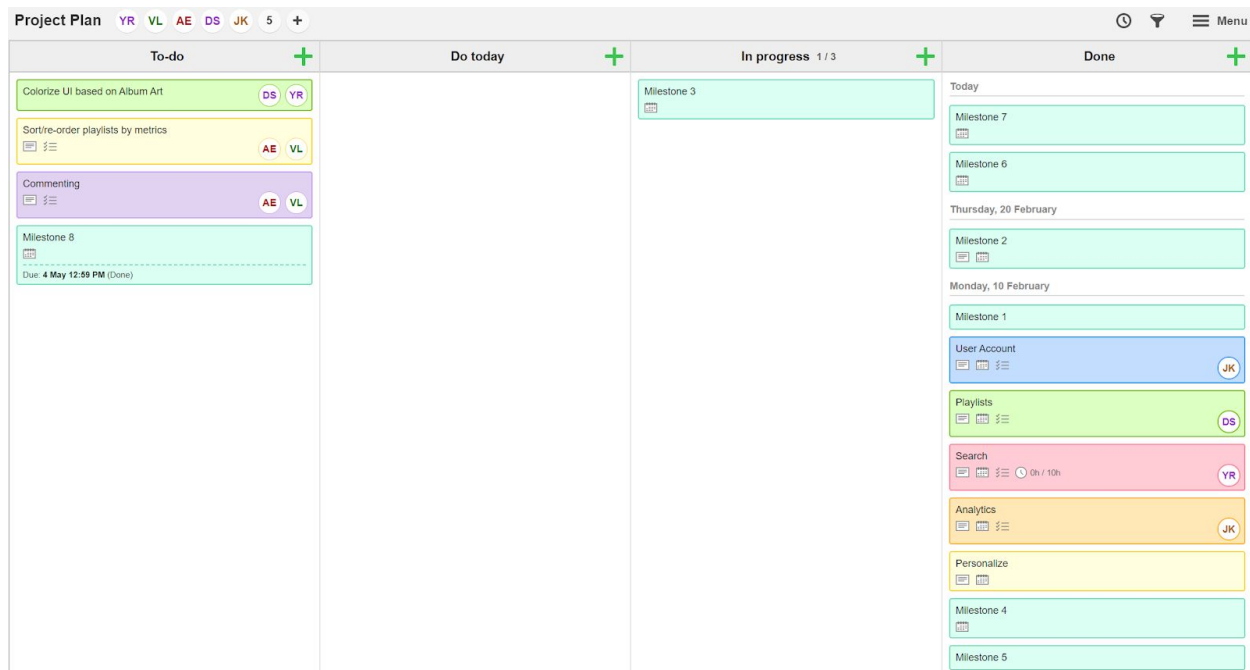 Project Plan YR VL AE DS JK 5 +
Menu
To-do
Do today
In progress 1 / 3
Done
Colorize UI based on Album Art
DS YR
Sort/re-order playlists by metrics
AE VL
Commenting
AE VL
Milestone 8
Due: 4 May 12:59 PM (Done)
Milestone 3
Today
Milestone 7
Milestone 6
Thursday, 20 February
Milestone 2
Monday, 10 February
Milestone 1
User Account
JK
Playlists
DS
Search
0h / 10h
YR
Analytics
JK
Personalize
Milestone 4
Milestone 5